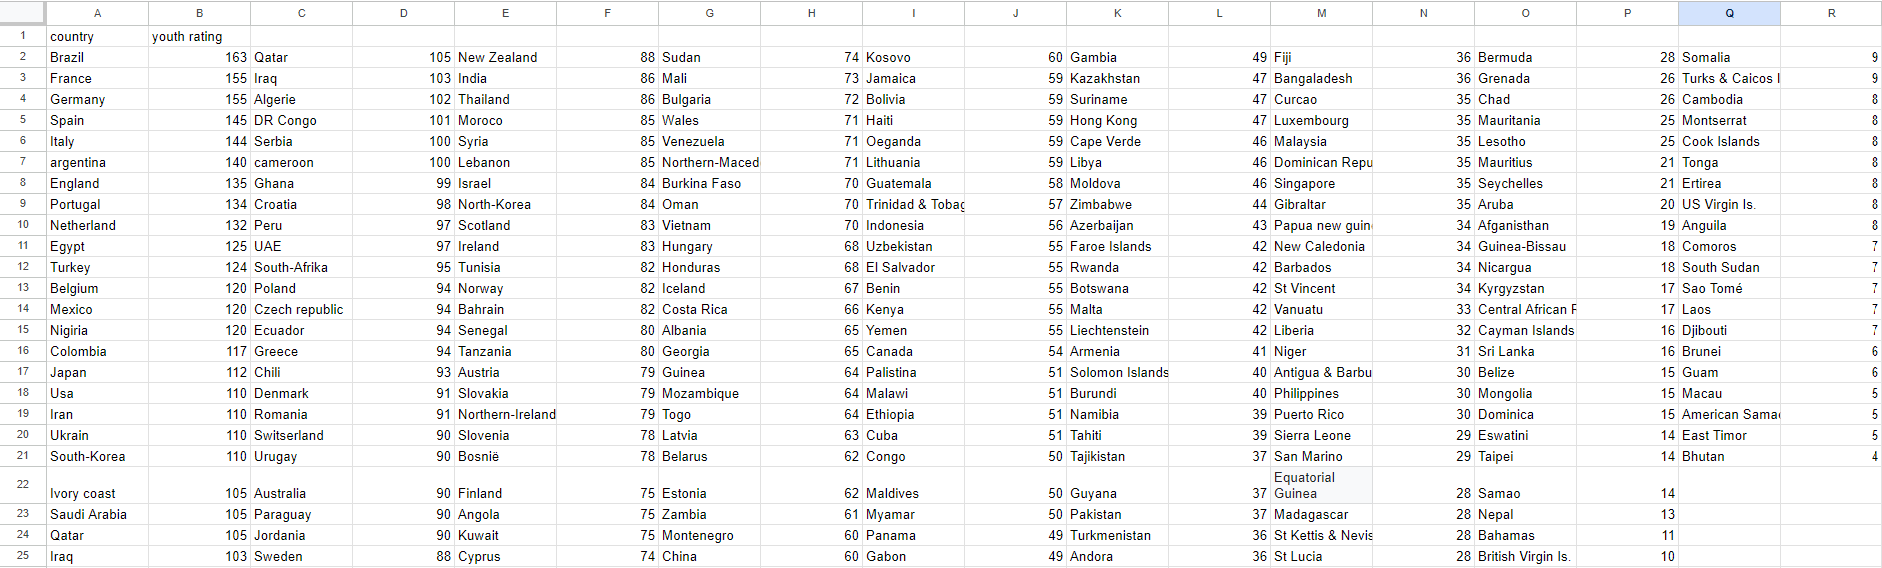 A B C D E F G H I J K L M N O P Q R
1 country youth rating
2 Brazil 163 Qatar 105 New Zealand 88 Sudan 74 Kosovo 60 Gambia 49 Fiji 36 Bermuda 28 Somalia 9
3 France 155 Iraq 103 India 86 Mali 73 Jamaica 59 Kazakhstan 47 Bangaladesh 36 Grenada 26 Turks & Caicos I 9
4 Germany 155 Algerie 102 Thailand 86 Bulgaria 72 Bolivia 59 Suriname 47 Curcao 35 Chad 26 Cambodia 8
5 Spain 145 DR Congo 101 Moroco 85 Wales 71 Haiti 59 Hong Kong 47 Luxembourg 35 Mauritania 25 Montserrat 8
6 Italy 144 Serbia 100 Syria 85 Venezuela 71 Oeganda 59 Cape Verde 46 Malaysia 35 Lesotho 25 Cook Islands 8
7 argentina 140 cameroon 100 Lebanon 85 Northern-Maced 71 Lithuania 59 Libya 46 Dominican Repu 35 Mauritius 21 Tonga 8
8 England 135 Ghana 99 Israel 84 Burkina Faso 70 Guatemala 58 Moldova 46 Singapore 35 Seychelles 21 Ertirea 8
9 Portugal 134 Croatia 98 North-Korea 84 Oman 70 Trinidad & Tobag 57 Zimbabwe 44 Gibraltar 35 Aruba 20 US Virgin Is. 8
10 Netherland 132 Peru 97 Scotland 83 Vietnam 70 Indonesia 56 Azerbaijan 43 Papua new guin 34 Afganisthan 19 Anguila 8
11 Egypt 125 UAE 97 Ireland 83 Hungary 68 Uzbekistan 55 Faroe Islands 42 New Caledonia 34 Guinea-Bissau 18 Comoros 7
12 Turkey 124 South-Afrika 95 Tunisia 82 Honduras 68 El Salvador 55 Rwanda 42 Barbados 34 Nicargua 18 South Sudan 7
13 Belgium 120 Poland 94 Norway 82 Iceland 67 Benin 55 Botswana 42 St Vincent 34 Kyrgyzstan 17 Sao Tomé 7
14 Mexico 120 Czech republic 94 Bahrain 82 Costa Rica 66 Kenya 55 Malta 42 Vanuatu 33 Central African F 17 Laos 7
15 Nigiria 120 Ecuador 94 Senegal 80 Albania 65 Yemen 55 Liechtenstein 42 Liberia 32 Cayman Islands 16 Djibouti 7
16 Colombia 117 Greece 94 Tanzania 80 Georgia 65 Canada 54 Armenia 41 Niger 31 Sri Lanka 16 Brunei 6
17 Japan 112 Chili 93 Austria 79 Guinea 64 Palistina 51 Solomon Islands 40 Antigua & Barbu 30 Belize 15 Guam 6
18 Usa 110 Denmark 91 Slovakia 79 Mozambique 64 Malawi 51 Burundi 40 Philippines 30 Mongolia 15 Macau 5
19 Iran 110 Romania 91 Northern-Ireland 79 Togo 64 Ethiopia 51 Namibia 39 Puerto Rico 30 Dominica 15 American Samao 5
20 Ukrain 110 Switserland 90 Slovenia 78 Latvia 63 Cuba 51 Tahiti 39 Sierra Leone 29 Eswatini 14 East Timor 5
21 South-Korea 110 Urugay 90 Bosnië 78 Belarus 62 Congo 50 Tajikistan 37 San Marino 29 Taipei 14 Bhutan 4
22 Ivory coast 105 Australia 90 Finland 75 Estonia 62 Maldives 50 Guyana 37 Equatorial Guinea 28 Samao 14
23 Saudi Arabia 105 Paraguay 90 Angola 75 Zambia 61 Myamar 50 Pakistan 37 Madagascar 28 Nepal 13
24 Qatar 105 Jordania 90 Kuwait 75 Montenegro 60 Panama 49 Turkmenistan 36 St Kettis & Nevis 28 Bahamas 11
25 Iraq 103 Sweden 88 Cyprus 74 China 60 Gabon 49 Andora 36 St Lucia 28 British Virgin Is. 10